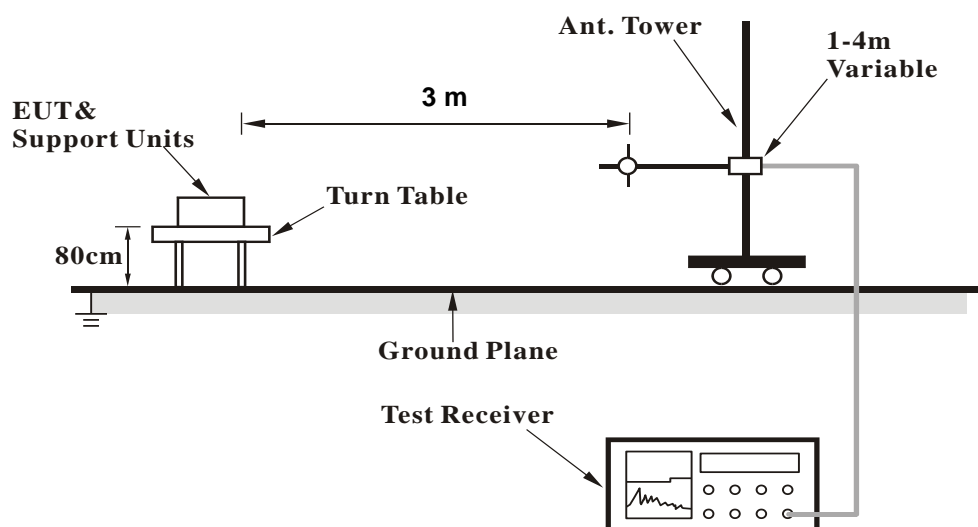 Ant. Tower
1-4m
Variable
3 m
EUT&
Support Units
Turn Table
80cm
Ground Plane
Test Receiver